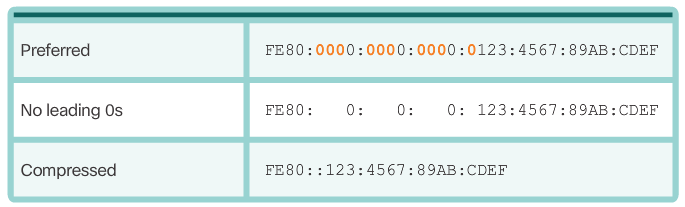 Preferred FE80:0000:0000:0000:0123:4567:89AB:CDEF
No leading 0s FE80:   0:   0:   0: 123:4567:89AB:CDEF
Compressed FE80::123:4567:89AB:CDEF